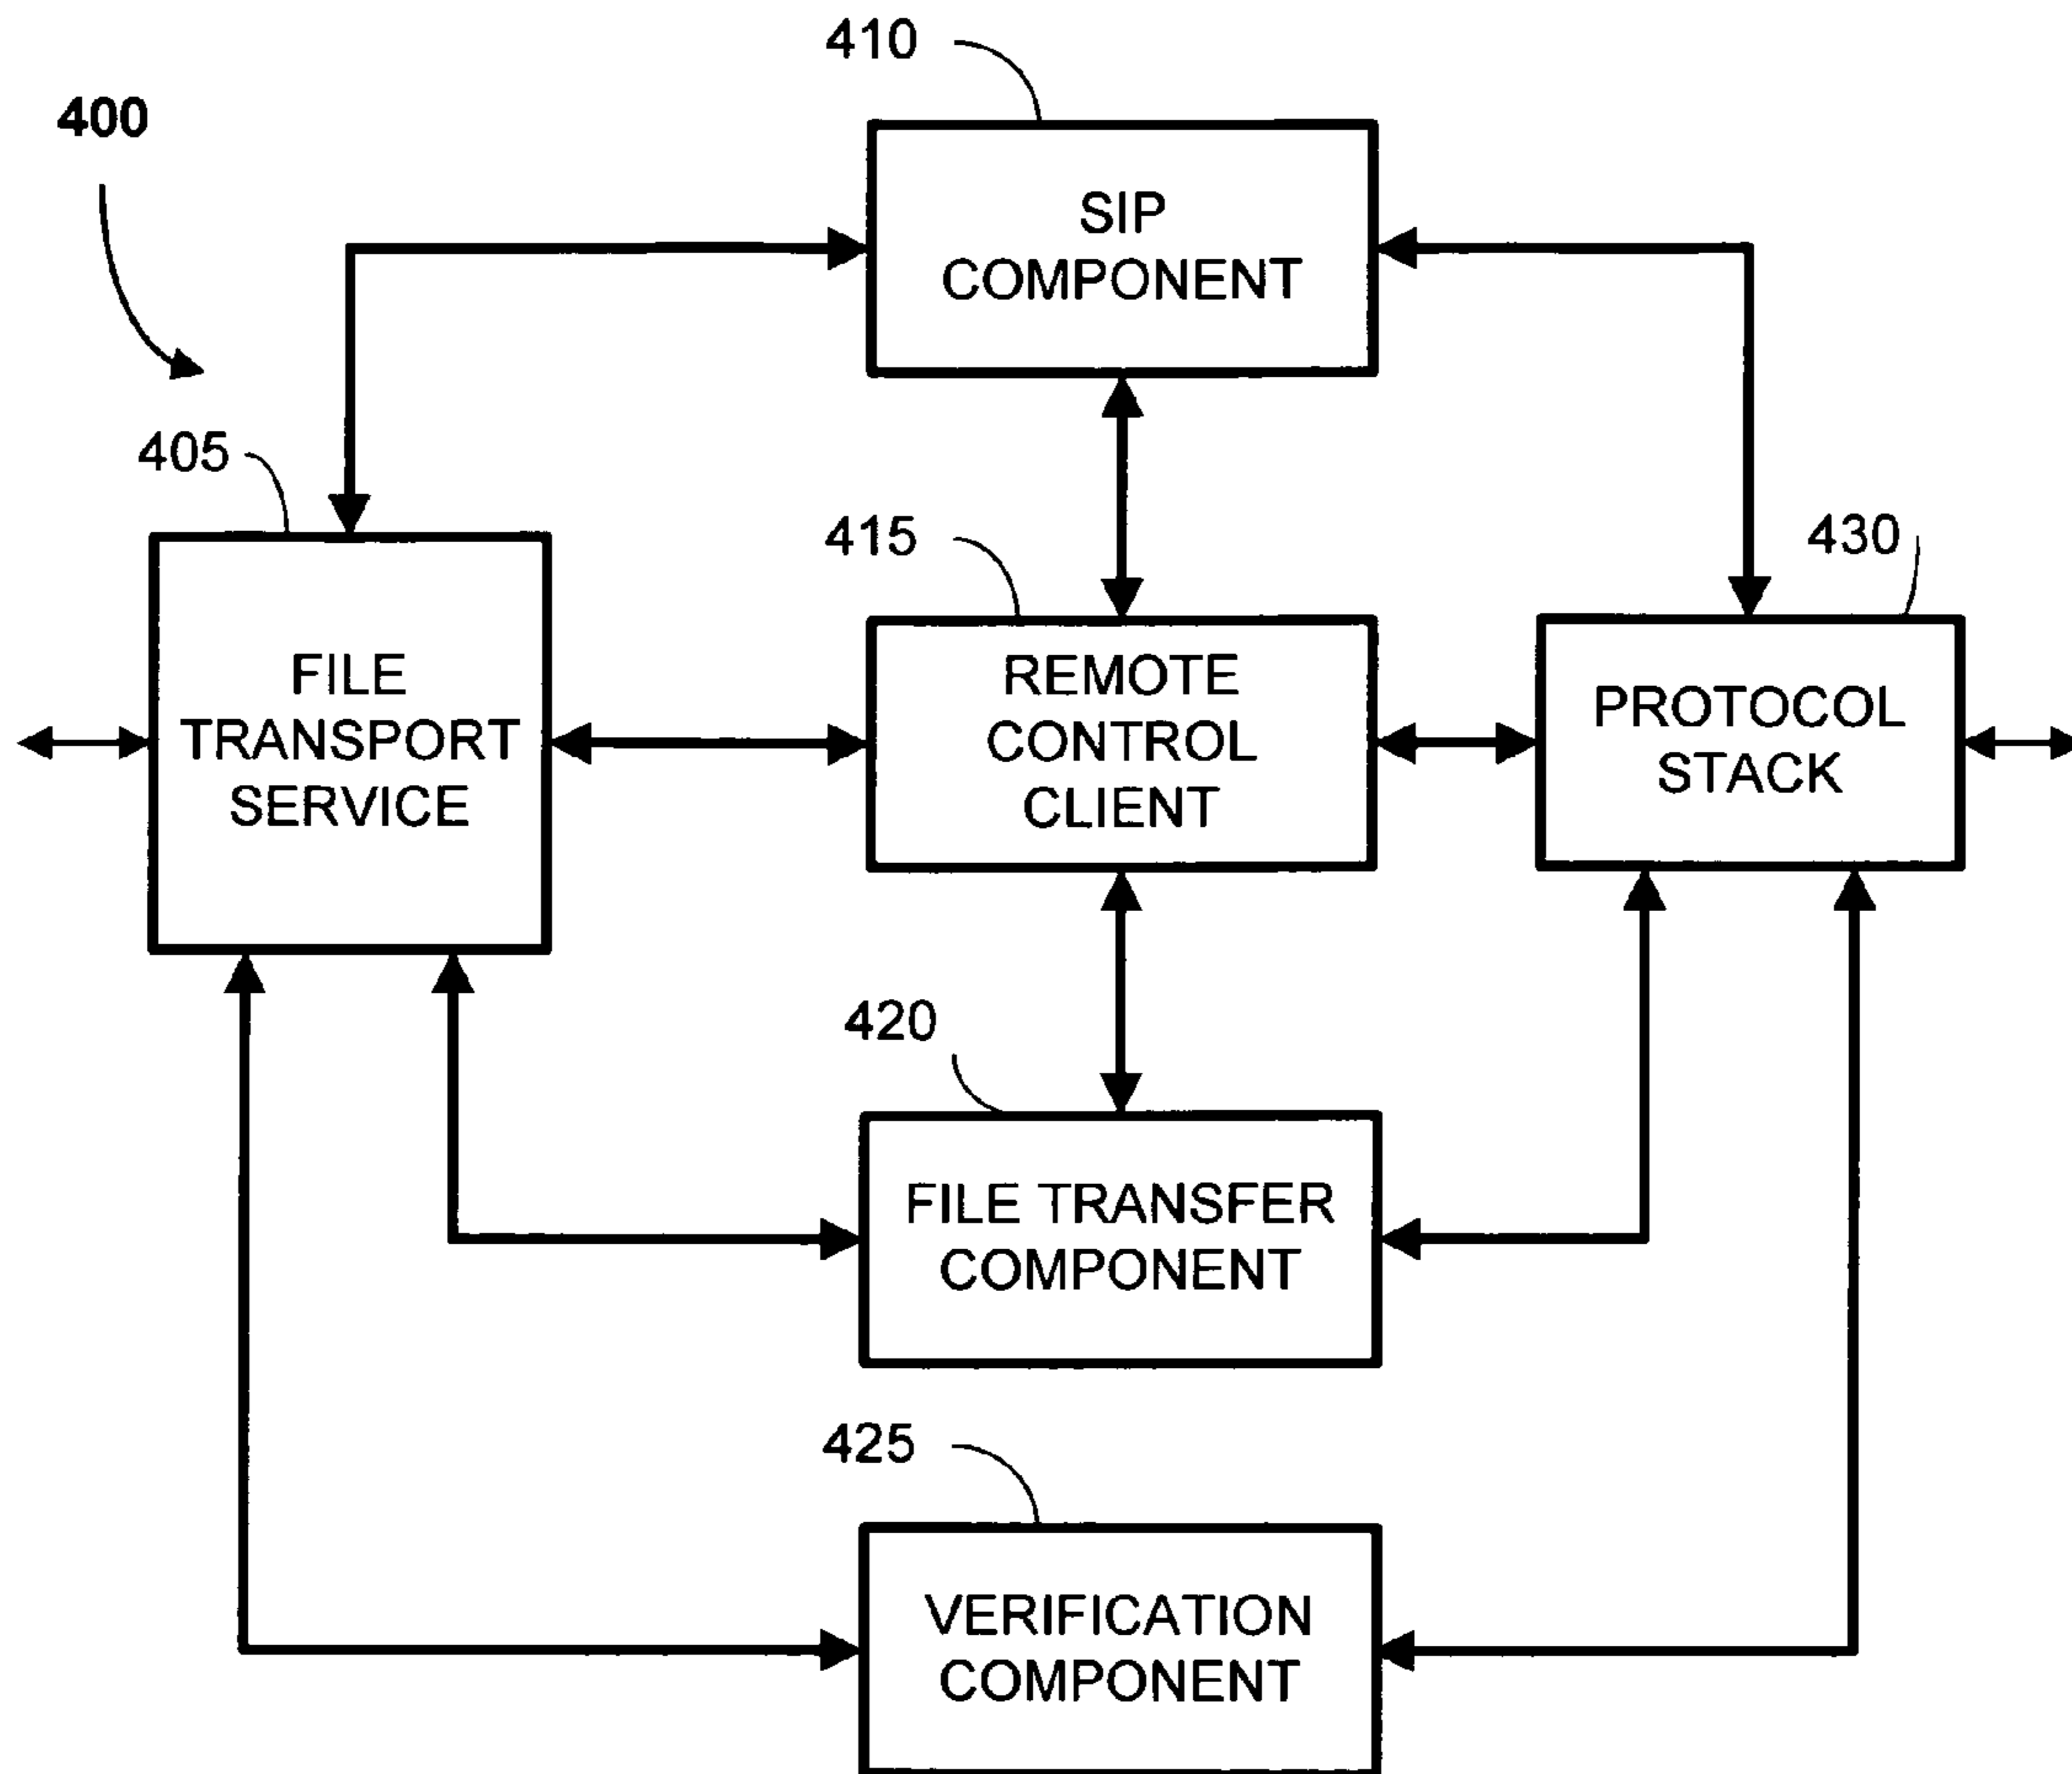 410
400
SIP
COMPONENT
405
415
430
FILE
TRANSPORT
SERVICE
REMOTE
CONTROL
CLIENT
PROTOCOL
STACK
420
FILE TRANSFER
COMPONENT
425
VERIFICATION
COMPONENT